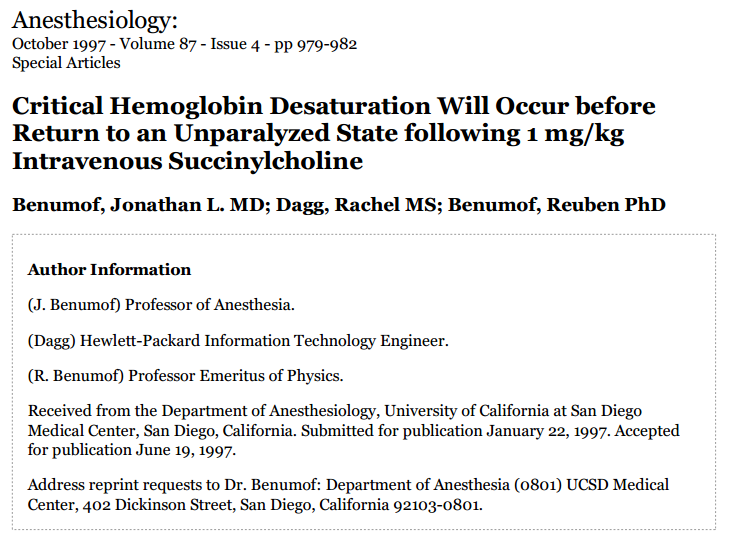 Anesthesiology:
October 1997 - Volume 87 - Issue 4 - pp 979-982
Special Articles
Critical Hemoglobin Desaturation Will Occur before
Return to an Unparalyzed State following 1 mg/kg
Intravenous Succinylcholine
Benumof, Jonathan L. MD; Dagg, Rachel MS; Benumof, Reuben PhD
Author Information
(J. Benumof) Professor of Anesthesia.
(Dagg) Hewlett-Packard Information Technology Engineer.
(R. Benumof) Professor Emeritus of Physics.
Received from the Department of Anesthesiology, University of California at San Diego
Medical Center, San Diego, California. Submitted for publication January 22, 1997. Accepted
for publication June 19, 1997.
Address reprint requests to Dr. Benumof: Department of Anesthesia (0801) UCSD Medical
Center, 402 Dickinson Street, San Diego, California 92103-0801.